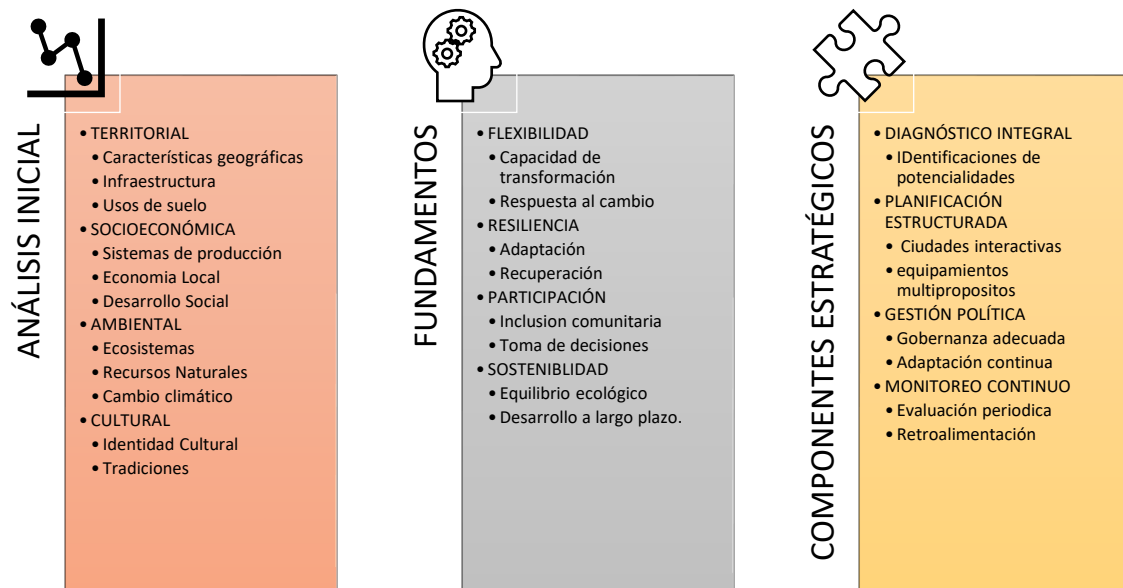 ANÁLISIS INICIAL
• TERRITORIAL
• Características geográficas
• Infraestructura
• Usos de suelo
• SOCIOECONÓMICA
• Sistemas de producción
• Economia Local
• Desarrollo Social
• AMBIENTAL
• Ecosistemas
• Recursos Naturales
• Cambio climático
• CULTURAL
• Identidad Cultural
• Tradiciones
FUNDAMENTOS
• FLEXIBILIDAD
• Capacidad de
transformación
• Respuesta al cambio
• RESILIENCIA
• Adaptación
• Recuperación
• PARTICIPACIÓN
• Inclusion comunitaria
• Toma de decisiones
• SOSTENIBLIDAD
• Equilibrio ecológico
• Desarrollo a largo plazo.
COMPONENTES ESTRATÉGICOS
• DIAGNÓSTICO INTEGRAL
• IDentificaciones de
potencialidades
• PLANIFICACIÓN
ESTRUCTURADA
• Ciudades interactivas
• equipamientos
multipropositos
• GESTIÓN POLÍTICA
• Gobernanza adecuada
• Adaptación continua
• MONITOREO CONTINUO
• Evaluación periodica
• Retroalimentación